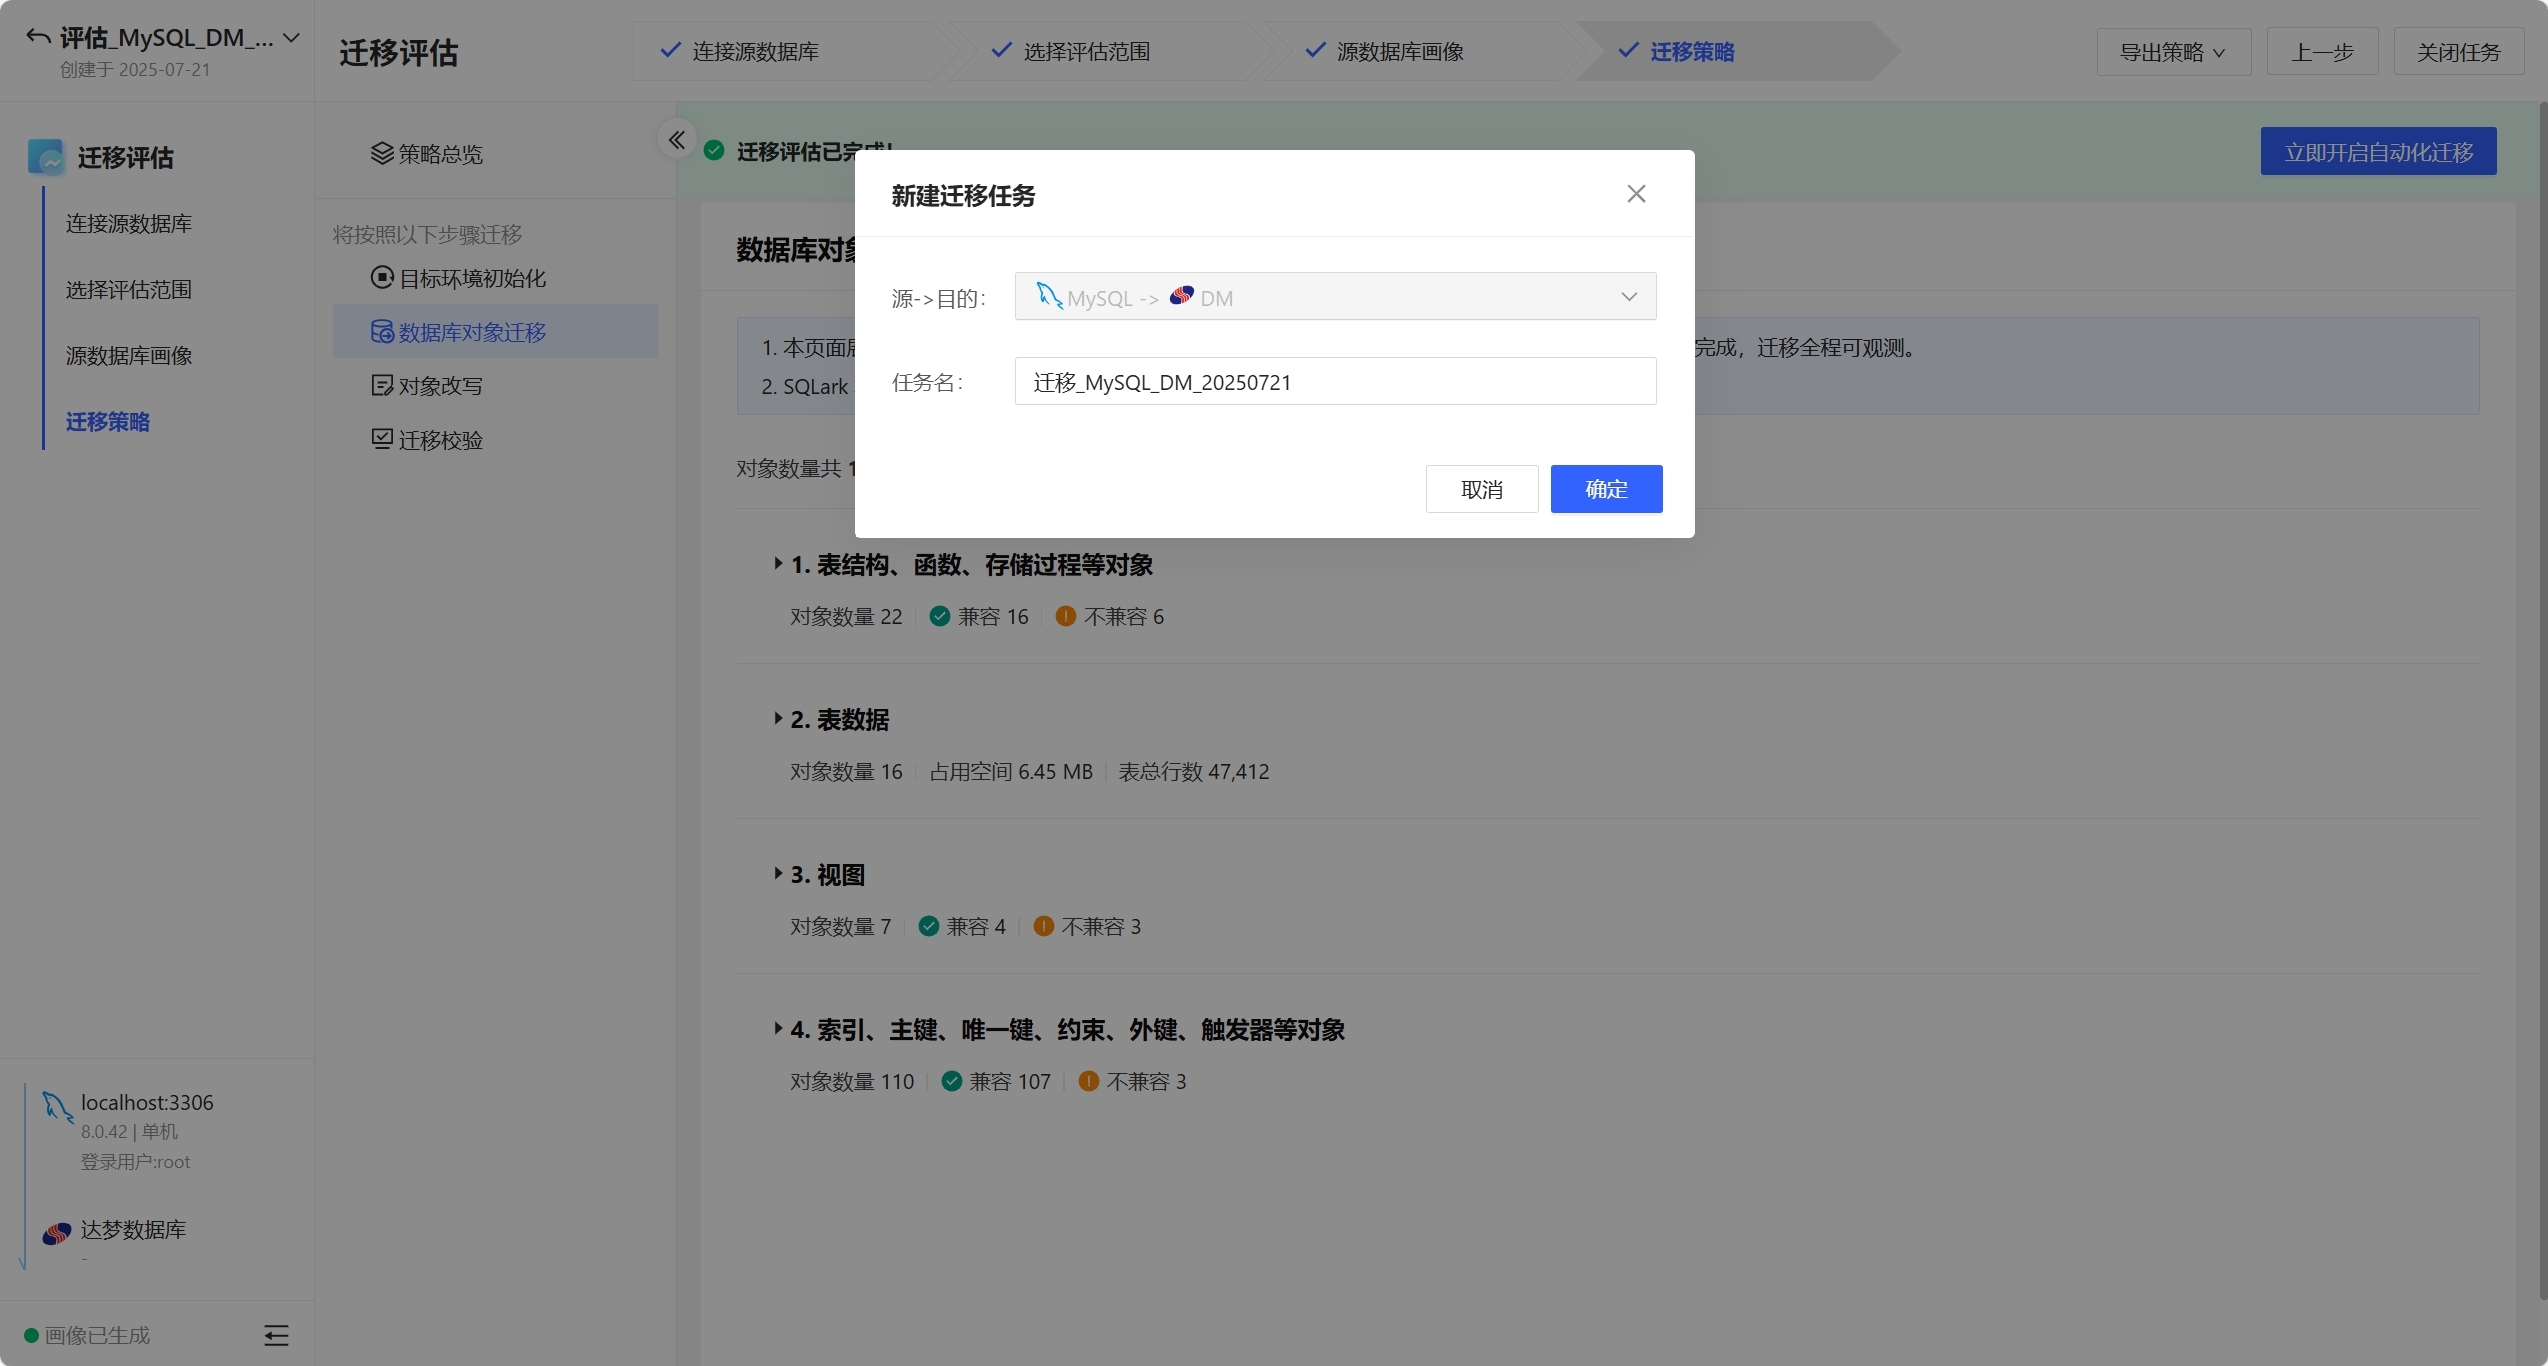 评估_MySQL_DM_...
创建于 2025-07-21
迁移评估
连接源数据库
选择评估范围
源数据库画像
迁移策略
导出策略
上一步
关闭任务
迁移评估
连接源数据库
选择评估范围
源数据库画像
迁移策略
策略总览
将按照以下步骤迁移
目标环境初始化
数据库对象迁移
对象改写
迁移校验
迁移评估已完成!
立即开启自动化迁移
数据库对象
新建迁移任务
源->目的：
MySQL -> DM
任务名：
迁移_MySQL_DM_20250721
取消
确定
1. 本页面
完成，迁移全程可观测。
2. SQLark
对象数量共 1
1. 表结构、函数、存储过程等对象
对象数量 22
兼容 16
不兼容 6
2. 表数据
对象数量 16
占用空间 6.45 MB
表总行数 47,412
3. 视图
对象数量 7
兼容 4
不兼容 3
4. 索引、主键、唯一键、约束、外键、触发器等对象
对象数量 110
兼容 107
不兼容 3
localhost:3306
8.0.42 | 单机
登录用户:root
达梦数据库
-
画像已生成